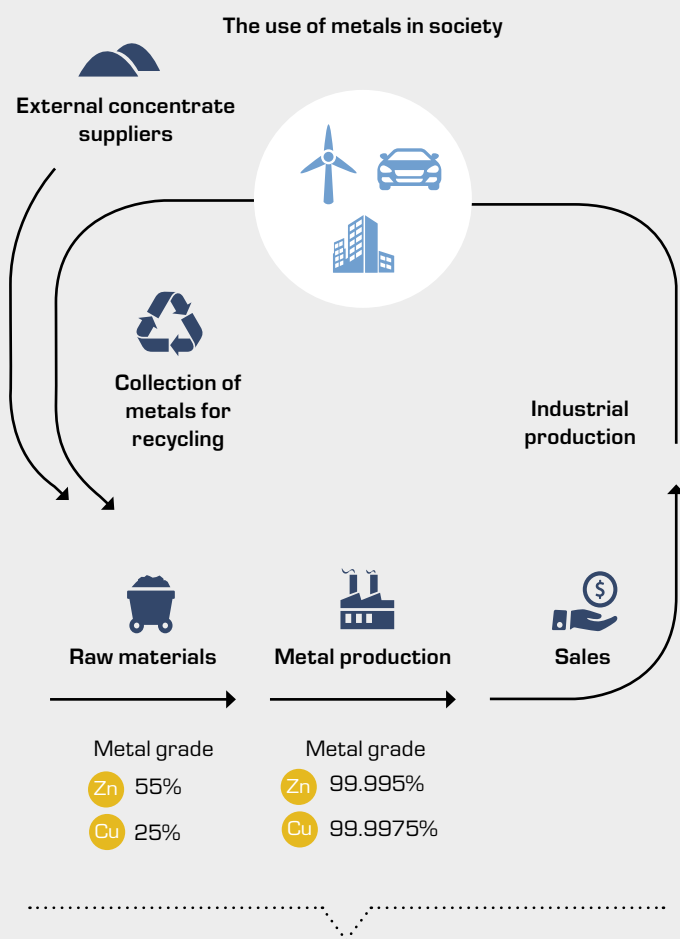 The use of metals in society
External concentrate
suppliers
Collection of
metals for
recycling
Industrial
production
$
Raw materials
Metal production
Sales
Metal grade
Zn 55%
Cu 25%
Metal grade
Zn 99.995%
Cu 99.9975%